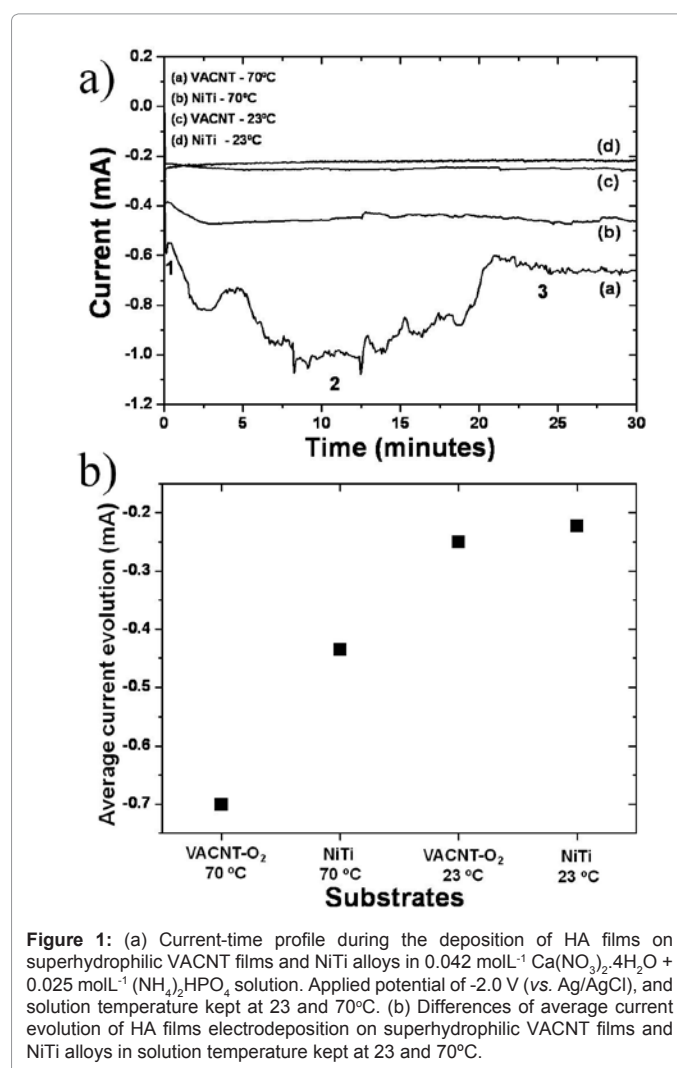 a)
0.2
0.0
-0.2
-0.4
-0.6
-0.8
-1.0
-1.2
Current (mA)
(a) VACNT - 70ºC
(b) NiTi - 70ºC
(c) VACNT - 23ºC
(d) NiTi - 23ºC
(d)
(c)
(b)
(a)
1
2
3
0 5 10 15 20 25 30
Time (minutes)
b)
-0.2
-0.3
-0.4
-0.5
-0.6
-0.7
Average current evolution (mA)
VACNT-O₂ NiTi VACNT-O₂ NiTi
70 ºC 70 ºC 23 ºC 23 ºC
Substrates
Figure 1: (a) Current-time profile during the deposition of HA films on
superhydrophilic VACNT films and NiTi alloys in 0.042 molL⁻¹ Ca(NO₃)₂.4H₂O +
0.025 molL⁻¹ (NH₄)₂HPO₄ solution. Applied potential of -2.0 V (vs. Ag/AgCl), and
solution temperature kept at 23 and 70ºC. (b) Differences of average current
evolution of HA films electrodeposition on superhydrophilic VACNT films and
NiTi alloys in solution temperature kept at 23 and 70ºC.